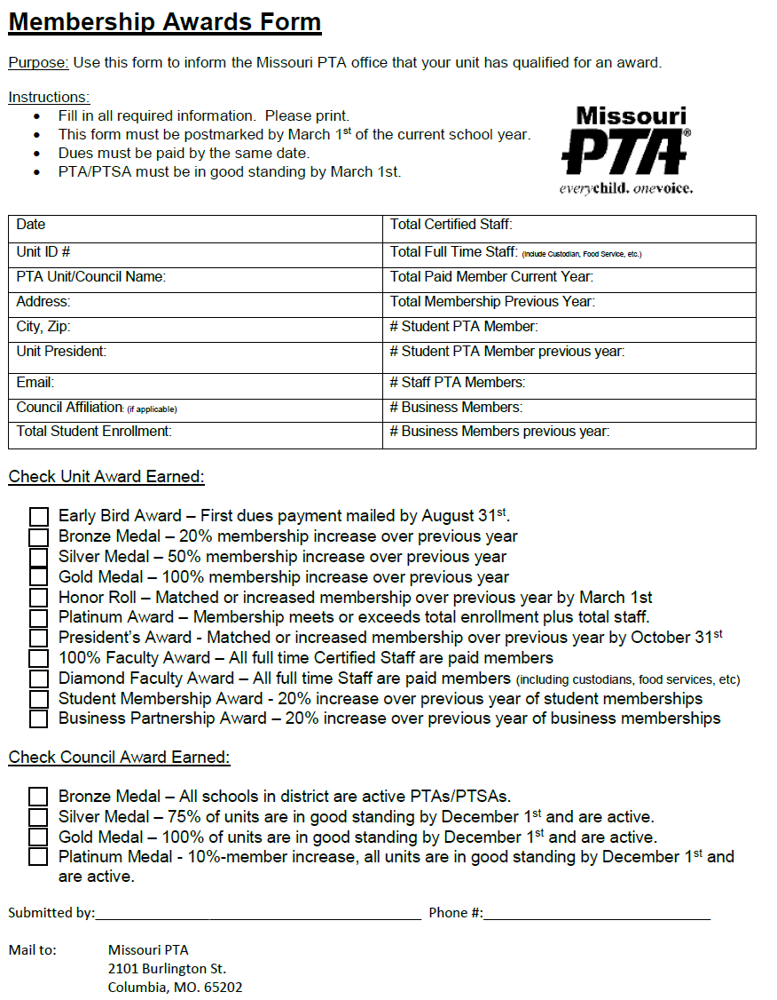 Membership Awards Form
Purpose: Use this form to inform the Missouri PTA office that your unit has qualified for an award.
Instructions:
• Fill in all required information.  Please print.
• This form must be postmarked by March 1st of the current school year.
• Dues must be paid by the same date.
• PTA/PTSA must be in good standing by March 1st.
Missouri
PTA®
everychild. onevoice.
Date
Total Certified Staff:
Unit ID #
Total Full Time Staff: (Include Custodian, Food Service, etc.)
PTA Unit/Council Name:
Total Paid Member Current Year:
Address:
Total Membership Previous Year:
City, Zip:
# Student PTA Member:
Unit President:
# Student PTA Member previous year:
Email:
# Staff PTA Members:
Council Affiliation: (if applicable)
# Business Members:
Total Student Enrollment:
# Business Members previous year:
Check Unit Award Earned:
Early Bird Award – First dues payment mailed by August 31st.
Bronze Medal – 20% membership increase over previous year
Silver Medal – 50% membership increase over previous year
Gold Medal – 100% membership increase over previous year
Honor Roll – Matched or increased membership over previous year by March 1st
Platinum Award – Membership meets or exceeds total enrollment plus total staff.
President’s Award - Matched or increased membership over previous year by October 31st
100% Faculty Award – All full time Certified Staff are paid members
Diamond Faculty Award – All full time Staff are paid members (including custodians, food services, etc)
Student Membership Award - 20% increase over previous year of student memberships
Business Partnership Award – 20% increase over previous year of business memberships
Check Council Award Earned:
Bronze Medal – All schools in district are active PTAs/PTSAs.
Silver Medal – 75% of units are in good standing by December 1st and are active.
Gold Medal – 100% of units are in good standing by December 1st and are active.
Platinum Medal - 10%-member increase, all units are in good standing by December 1st and
are active.
Submitted by:____________________________________________ Phone #:______________________________
Mail to: Missouri PTA
2101 Burlington St.
Columbia, MO. 65202